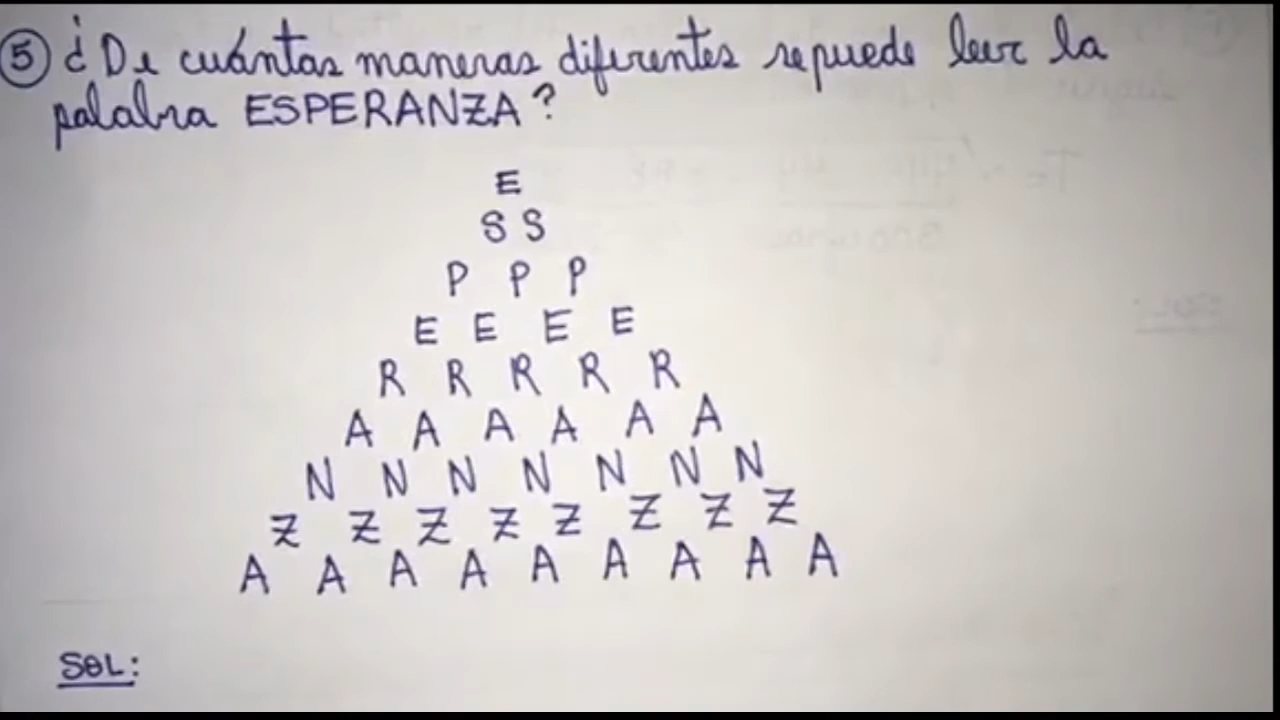 5 ¿De cuántas maneras diferentes se puede leer la
palabra ESPERANZA?
E
S S
P P P
E E E E
R R R R R
A A A A A A
N N N N N N N
Z Z Z Z Z Z Z Z
A A A A A A A A A
SOL: